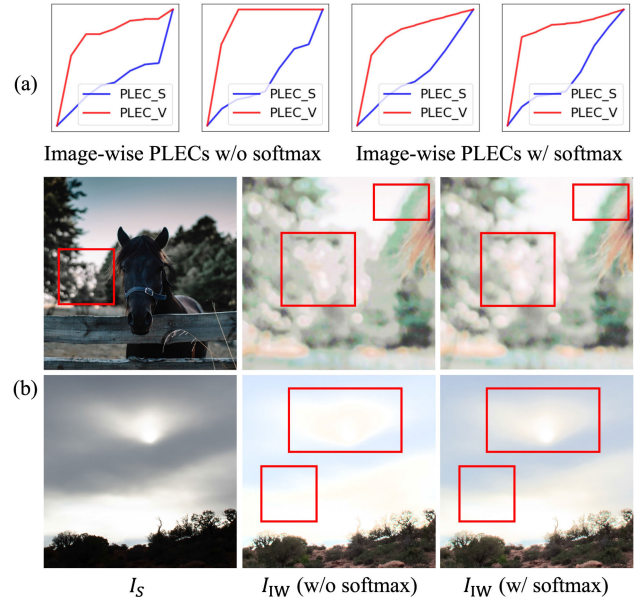 (a)
PLEC_S
PLEC_V
PLEC_S
PLEC_V
PLEC_S
PLEC_V
PLEC_S
PLEC_V
Image-wise PLECs w/o softmax
Image-wise PLECs w/ softmax
(b)
I_S
I_IW (w/o softmax)
I_IW (w/ softmax)